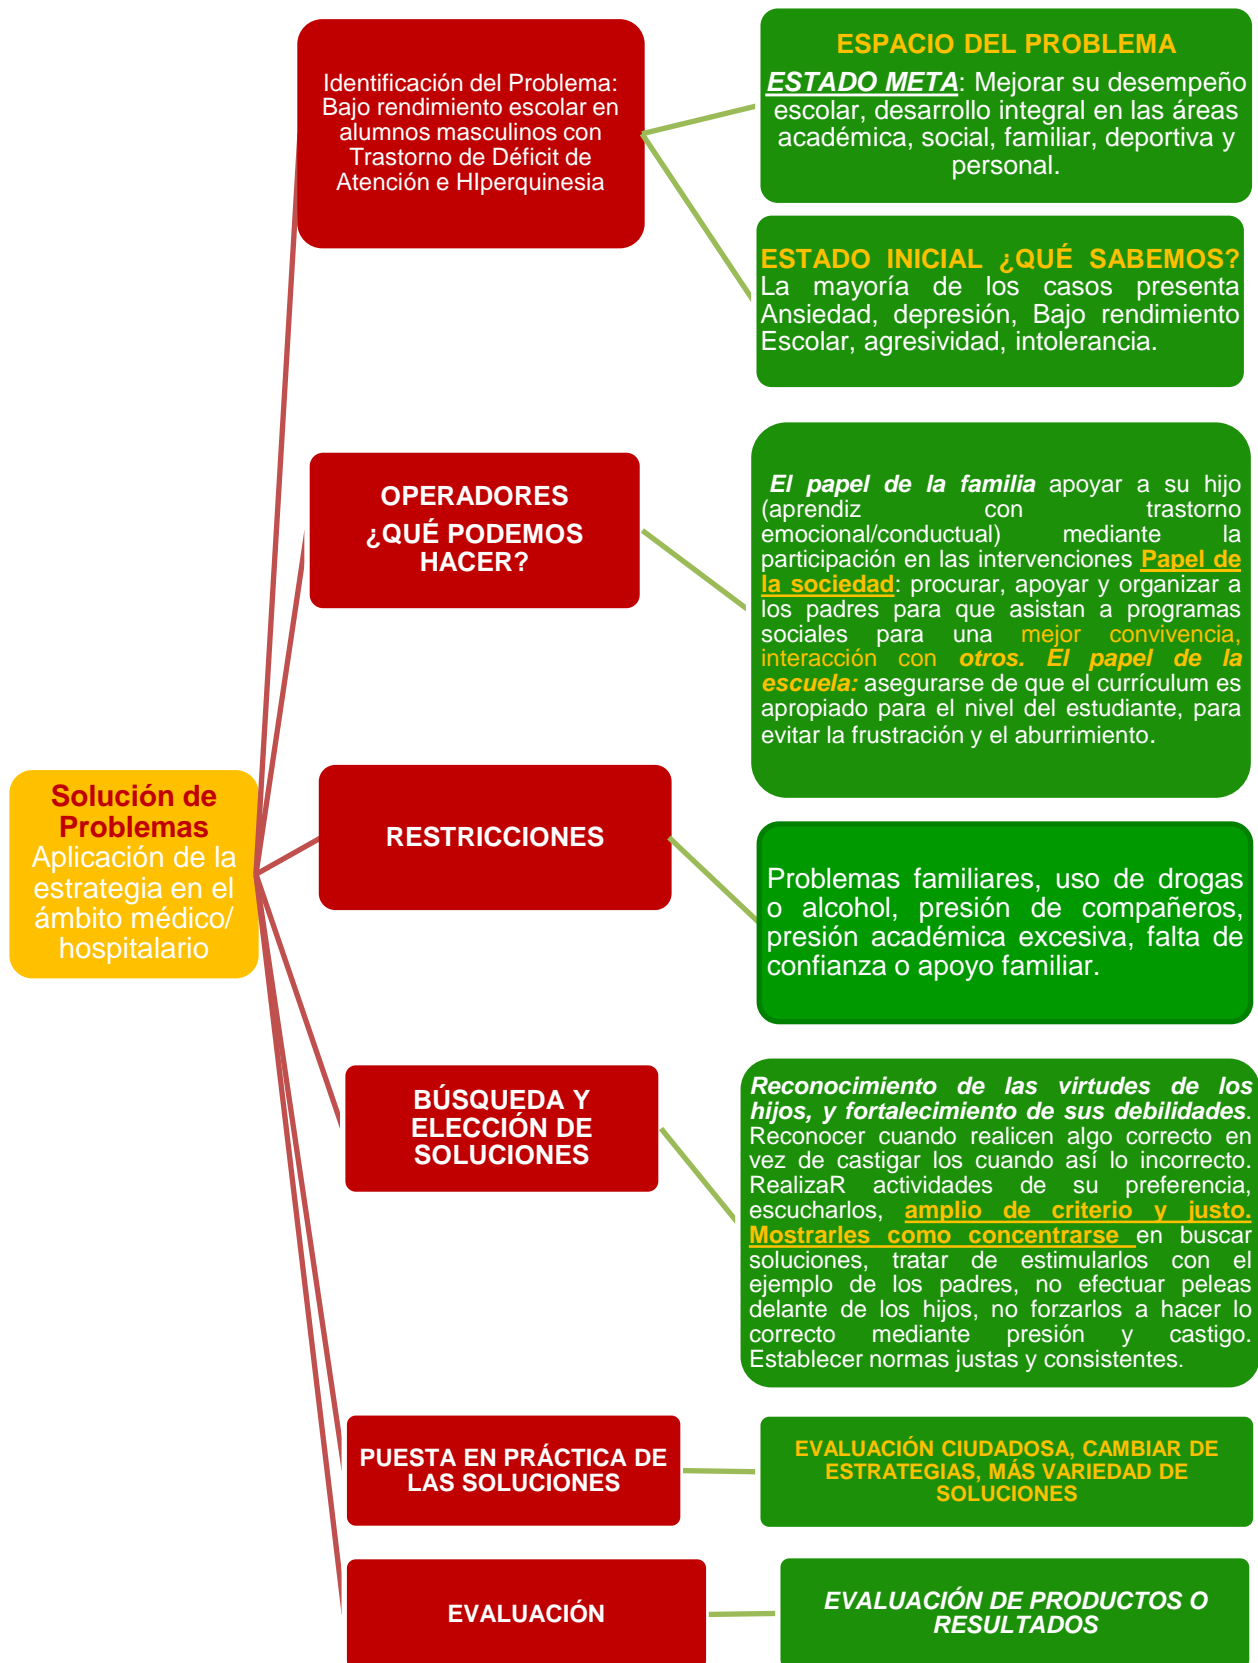 Solución de
Problemas
Aplicación de la
estrategia en el
ámbito médico/
hospitalario
Identificación del Problema:
Bajo rendimiento escolar en
alumnos masculinos con
Trastorno de Déficit de
Atención e HIperquinesia
ESPACIO DEL PROBLEMA
ESTADO META: Mejorar su desempeño
escolar, desarrollo integral en las áreas
académica, social, familiar, deportiva y
personal.
ESTADO INICIAL ¿QUÉ SABEMOS?
La mayoría de los casos presenta
Ansiedad, depresión, Bajo rendimiento
Escolar, agresividad, intolerancia.
OPERADORES
¿QUÉ PODEMOS
HACER?
El papel de la familia apoyar a su hijo
(aprendiz con trastorno
emocional/conductual) mediante la
participación en las intervenciones Papel de
la sociedad: procurar, apoyar y organizar a
los padres para que asistan a programas
sociales para una mejor convivencia,
interacción con otros. El papel de la
escuela: asegurarse de que el currículum es
apropiado para el nivel del estudiante, para
evitar la frustración y el aburrimiento.
RESTRICCIONES
Problemas familiares, uso de drogas
o alcohol, presión de compañeros,
presión académica excesiva, falta de
confianza o apoyo familiar.
BÚSQUEDA Y
ELECCIÓN DE
SOLUCIONES
Reconocimiento de las virtudes de los
hijos, y fortalecimiento de sus debilidades.
Reconocer cuando realicen algo correcto en
vez de castigar los cuando así lo incorrecto.
RealizaR actividades de su preferencia,
escucharlos, amplio de criterio y justo.
Mostrarles como concentrarse en buscar
soluciones, tratar de estimularlos con el
ejemplo de los padres, no efectuar peleas
delante de los hijos, no forzarlos a hacer lo
correcto mediante presión y castigo.
Establecer normas justas y consistentes.
PUESTA EN PRÁCTICA DE
LAS SOLUCIONES
EVALUACIÓN CIUDADOSA, CAMBIAR DE
ESTRATEGIAS, MÁS VARIEDAD DE
SOLUCIONES
EVALUACIÓN
EVALUACIÓN DE PRODUCTOS O
RESULTADOS